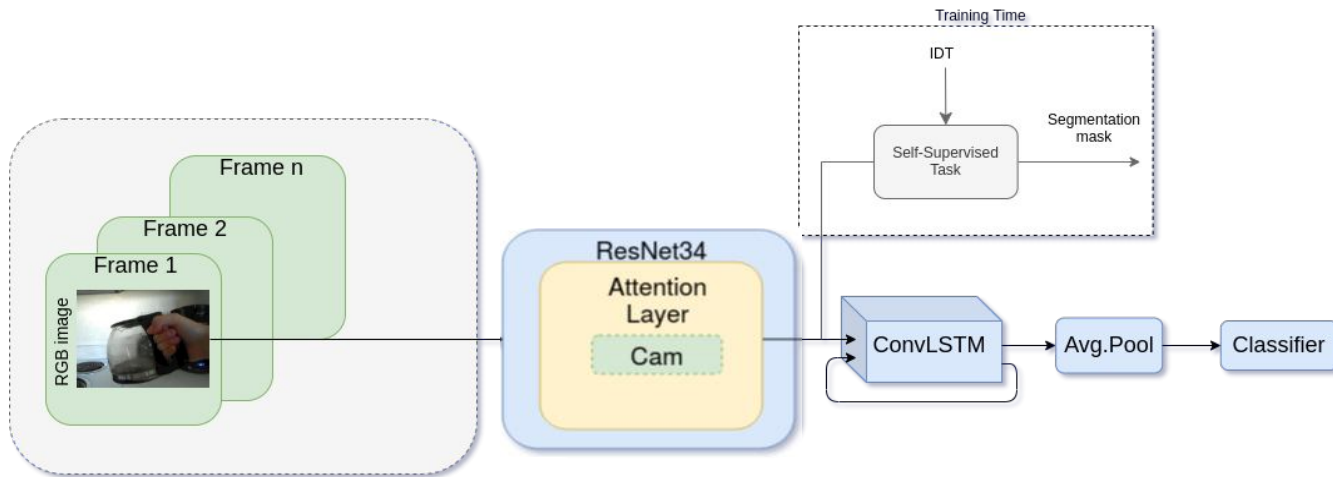 Training Time
IDT
Self-Supervised
Task
Segmentation
mask
Frame n
Frame 2
Frame 1
RGB image
ResNet34
Attention
Layer
Cam
ConvLSTM
Avg.Pool
Classifier